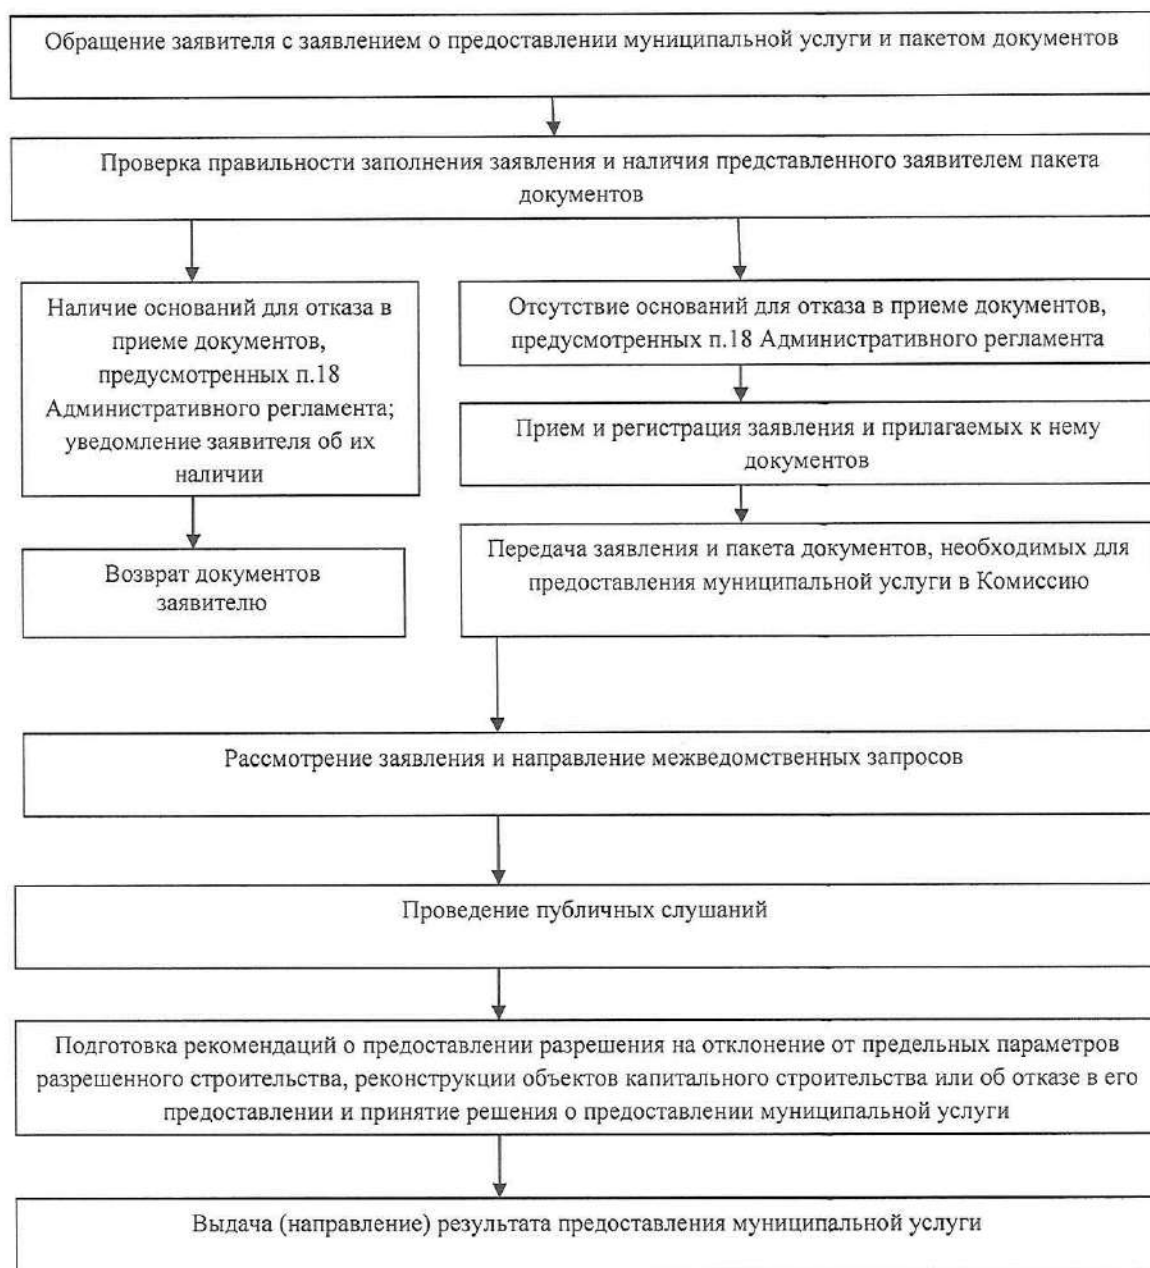 Обращение заявителя с заявлением о предоставлении муниципальной услуги и пакетом документов
Проверка правильности заполнения заявления и наличия представленного заявителем пакета
документов
Наличие оснований для отказа в
приеме документов,
предусмотренных п.18
Административного регламента;
уведомление заявителя об их
наличии
Возврат документов
заявителю
Отсутствие оснований для отказа в приеме документов,
предусмотренных п.18 Административного регламента
Прием и регистрация заявления и прилагаемых к нему
документов
Передача заявления и пакета документов, необходимых для
предоставления муниципальной услуги в Комиссию
Рассмотрение заявления и направление межведомственных запросов
Проведение публичных слушаний
Подготовка рекомендаций о предоставлении разрешения на отклонение от предельных параметров
разрешенного строительства, реконструкции объектов капитального строительства или об отказе в его
предоставлении и принятие решения о предоставлении муниципальной услуги
Выдача (направление) результата предоставления муниципальной услуги